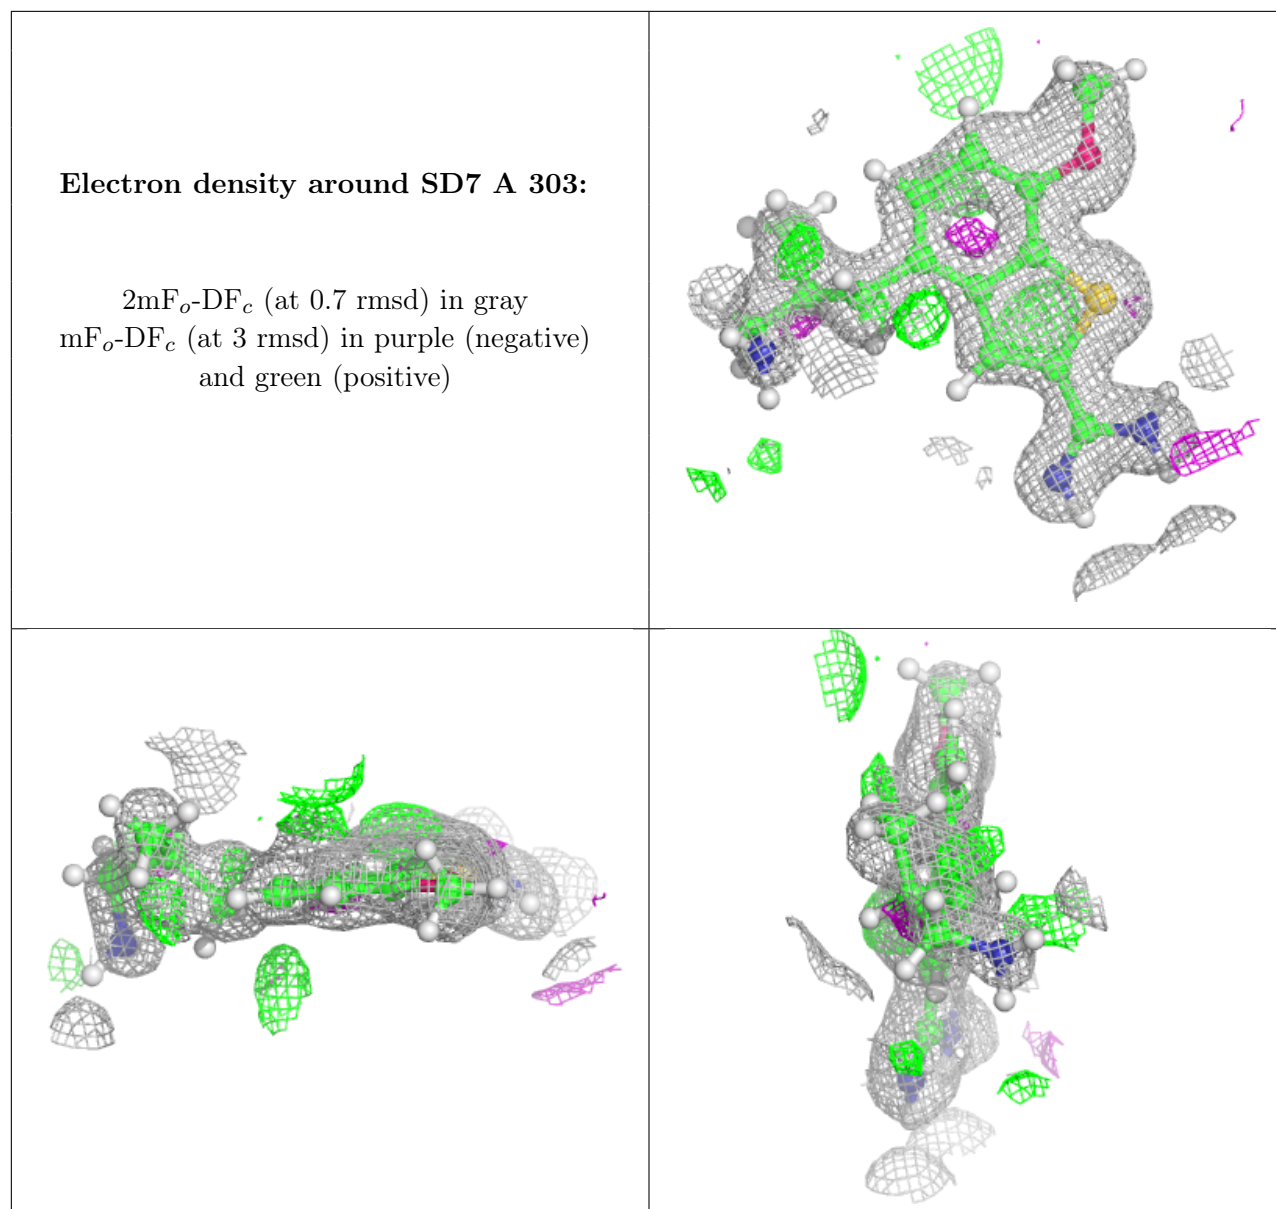 Electron density around SD7 A 303:
2mFo-DFc (at 0.7 rmsd) in gray
mFo-DFc (at 3 rmsd) in purple (negative)
and green (positive)